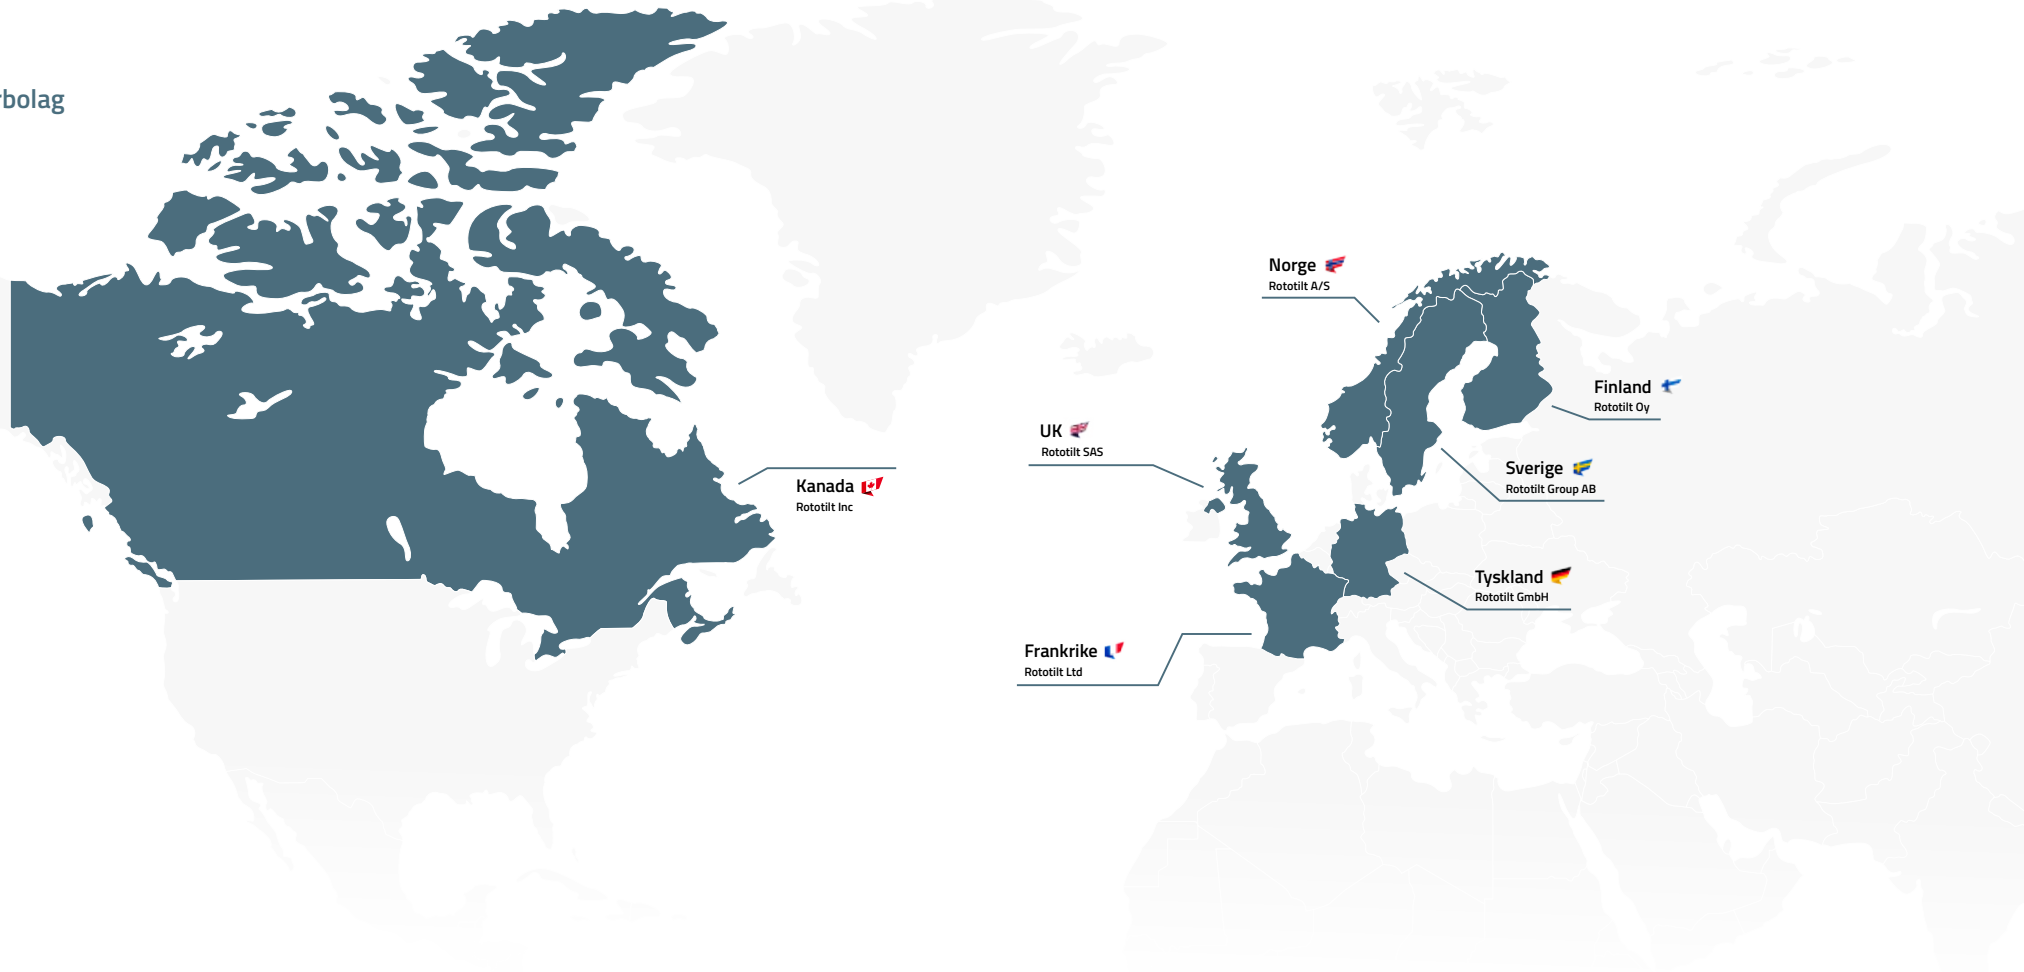 rbolag
Norge
Rototilt A/S
Finland
Rototilt Oy
UK
Rototilt SAS
Sverige
Rototilt Group AB
Kanada
Rototilt Inc
Tyskland
Rototilt GmbH
Frankrike
Rototilt Ltd